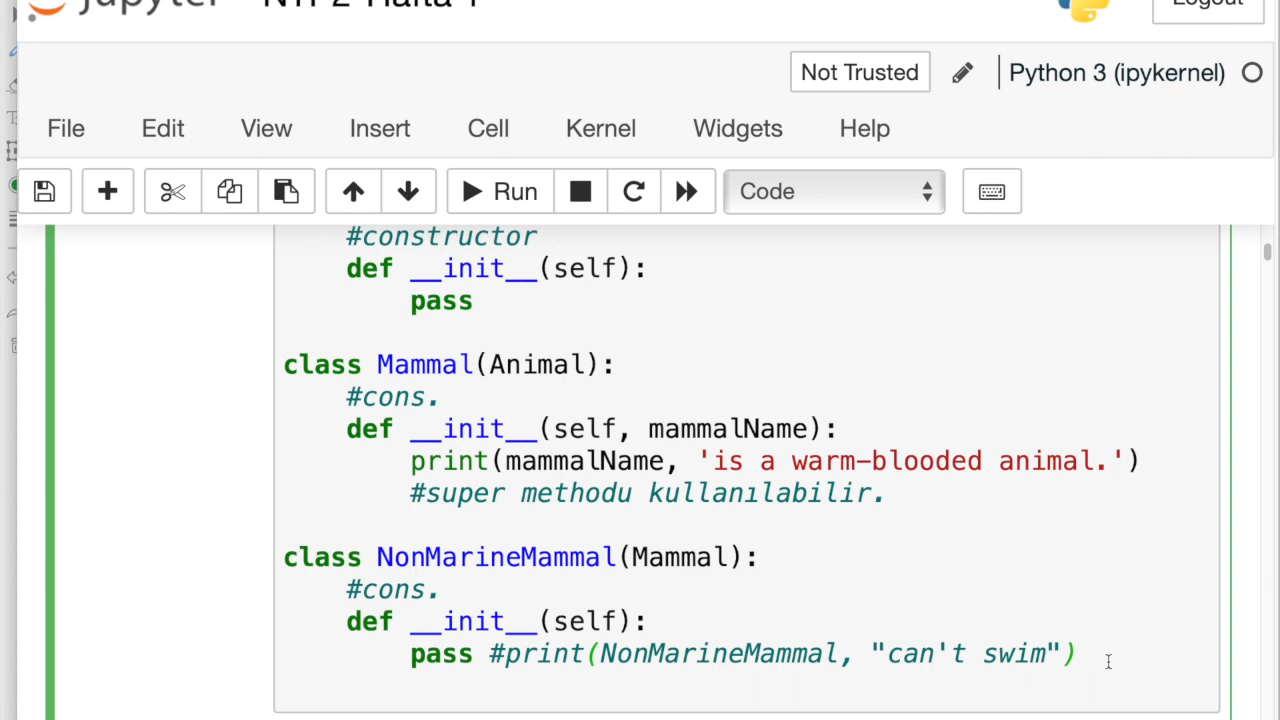 Not Trusted
Python 3 (ipykernel)
File Edit View Insert Cell Kernel Widgets Help
Run
Code
#constructor
def __init__(self):
pass
class Mammal(Animal):
#cons.
def __init__(self, mammalName):
print(mammalName, 'is a warm-blooded animal.')
#super methodu kullanılabilir.
class NonMarineMammal(Mammal):
#cons.
def __init__(self):
pass #print(NonMarineMammal, "can't swim")